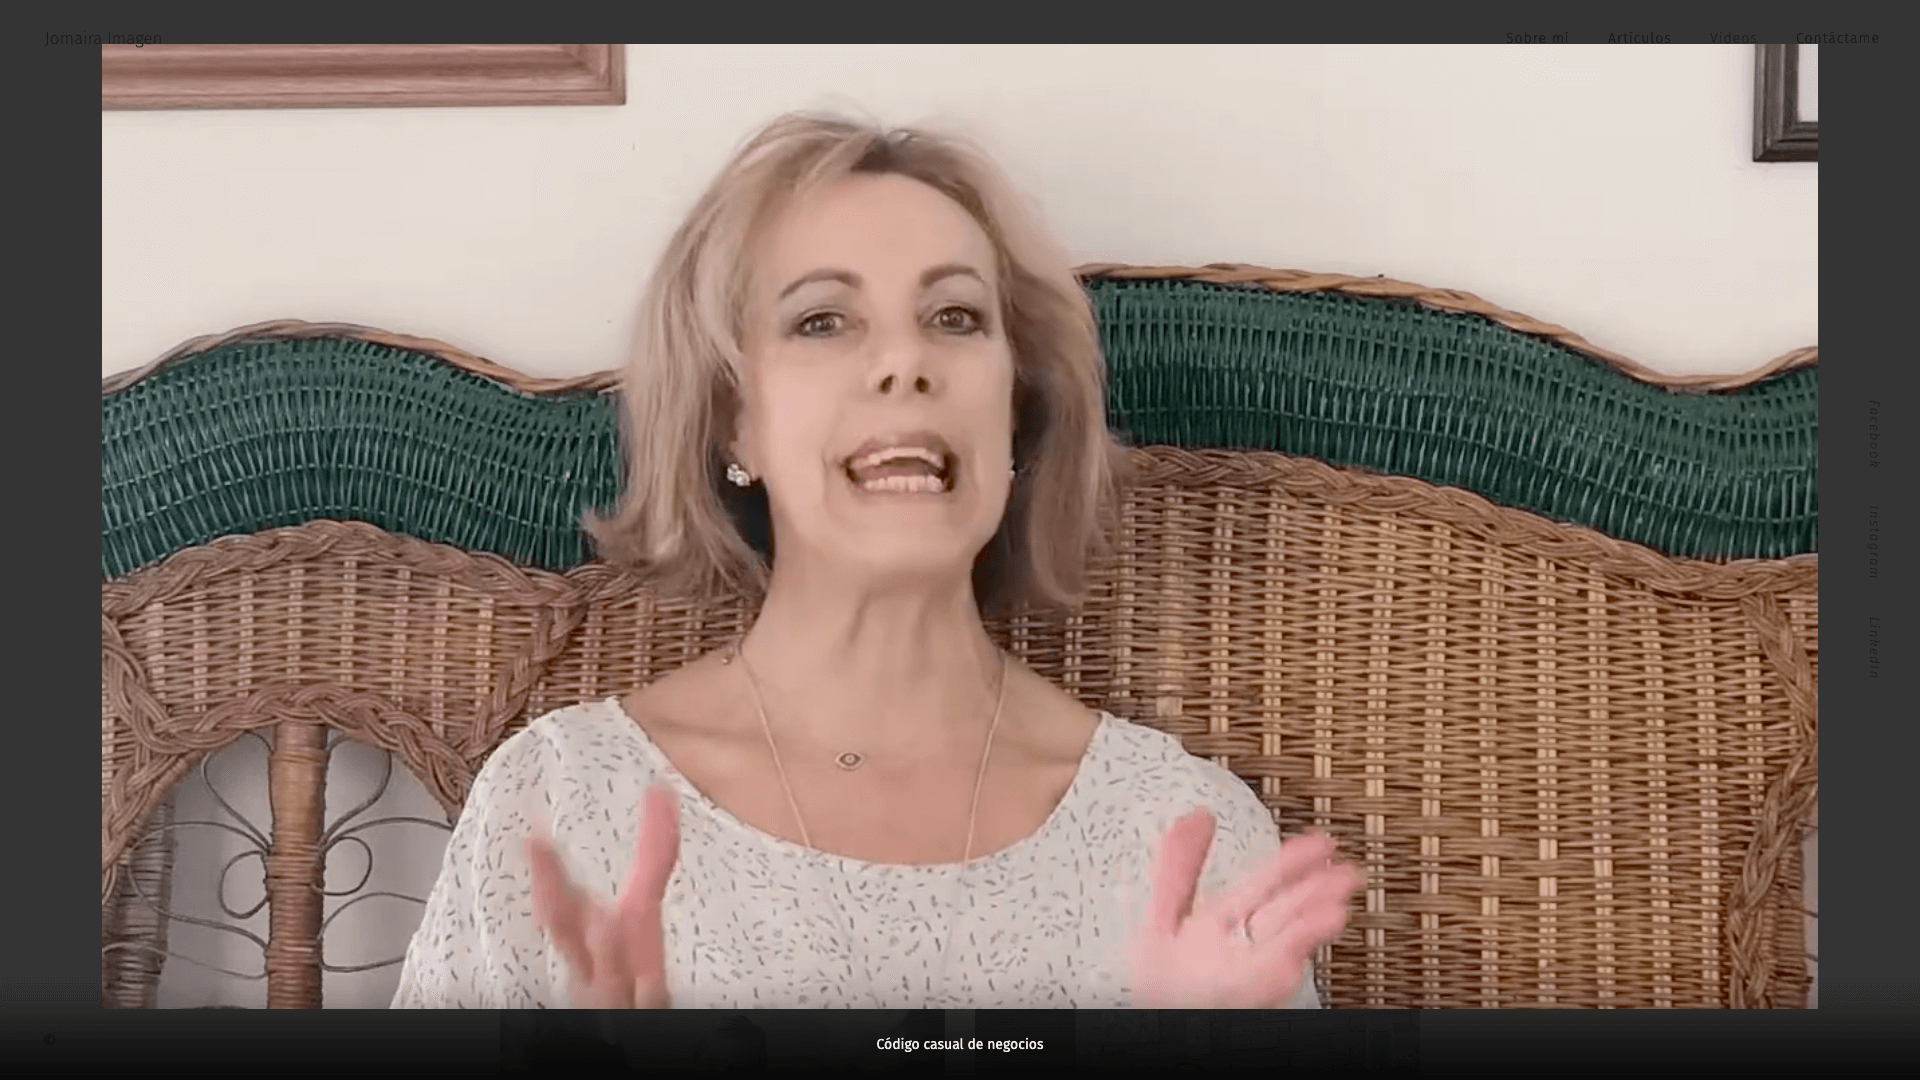 Jomaira Imagen
Sobre mí
Artículos
Videos
Contáctame
Facebook
Instagram
LinkedIn
©
Código casual de negocios